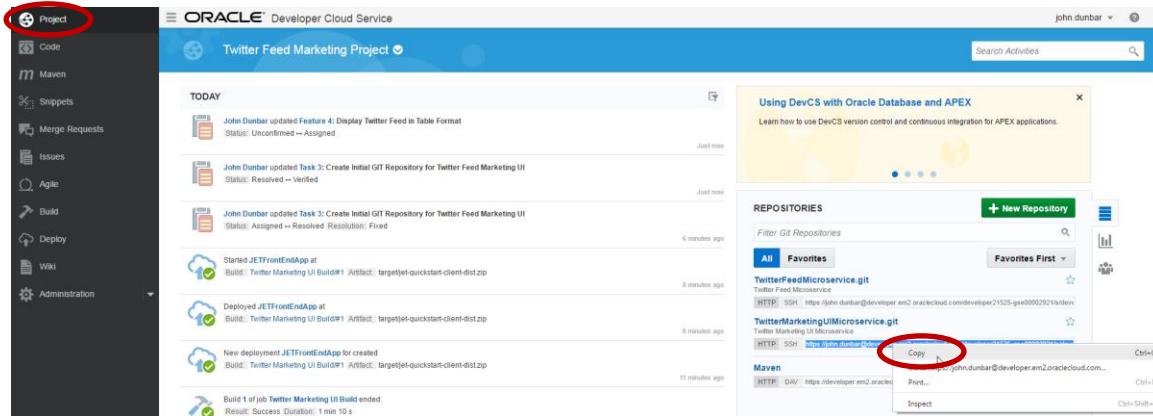 Project
ORACLE Developer Cloud Service
john.dunbar
Code
Maven
Snippets
Merge Requests
Issues
Agile
Build
Deploy
Wiki
Administration
Twitter Feed Marketing Project
Search Activities
TODAY
John Dunbar updated Feature 4: Display Twitter Feed in Table Format
Status: Unconfirmed ↔ Assigned
Just now
John Dunbar updated Task 3: Create Initial GIT Repository for Twitter Feed Marketing UI
Status: Resolved ↔ Verified
Just now
John Dunbar updated Task 3: Create Initial GIT Repository for Twitter Feed Marketing UI
Status: Assigned ↔ Resolved Resolution: Fixed
6 minutes ago
Started JETFrontEndApp at
Build: Twitter Marketing UI Build#1 Artifact: target/jet-quickstart-client-dist.zip
8 minutes ago
Deployed JETFrontEndApp at
Build: Twitter Marketing UI Build#1 Artifact: target/jet-quickstart-client-dist.zip
8 minutes ago
New deployment JETFrontEndApp for created
Build: Twitter Marketing UI Build#1 Artifact: target/jet-quickstart-client-dist.zip
11 minutes ago
Build 1 of job Twitter Marketing UI Build ended
Result: Success Duration: 1 min 10 s
Using DevCS with Oracle Database and APEX
Learn how to use DevCS version control and continuous integration for APEX applications.
REPOSITORIES
+ New Repository
Filter Git Repositories
All Favorites
Favorites First
TwitterFeedMicroservice.git
Twitter Feed Microservice
HTTP SSH
TwitterMarketingUIMicroservice.git
Twitter Marketing UI Microservice
HTTP SSH https://john.dunbar@
Maven
HTTP DAV
Copy
john.dunbar@developer.em2.oraclecloud.com...
Print...
Inspect